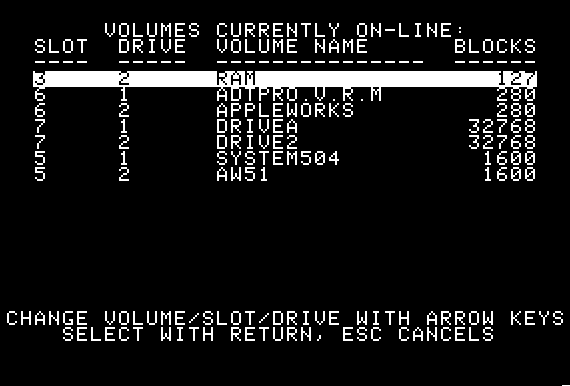 VOLUMES CURRENTLY ON-LINE:
SLOT DRIVE VOLUME NAME BLOCKS
---- ----- --------------- ------
3 2 RAM 127
6 1 ADTPRO.V.R.M 280
6 2 APPLEWORKS 280
7 1 DRIVEA 32768
7 2 DRIVE2 32768
5 1 SYSTEM504 1600
5 2 AW51 1600
CHANGE VOLUME/SLOT/DRIVE WITH ARROW KEYS
SELECT WITH RETURN, ESC CANCELS